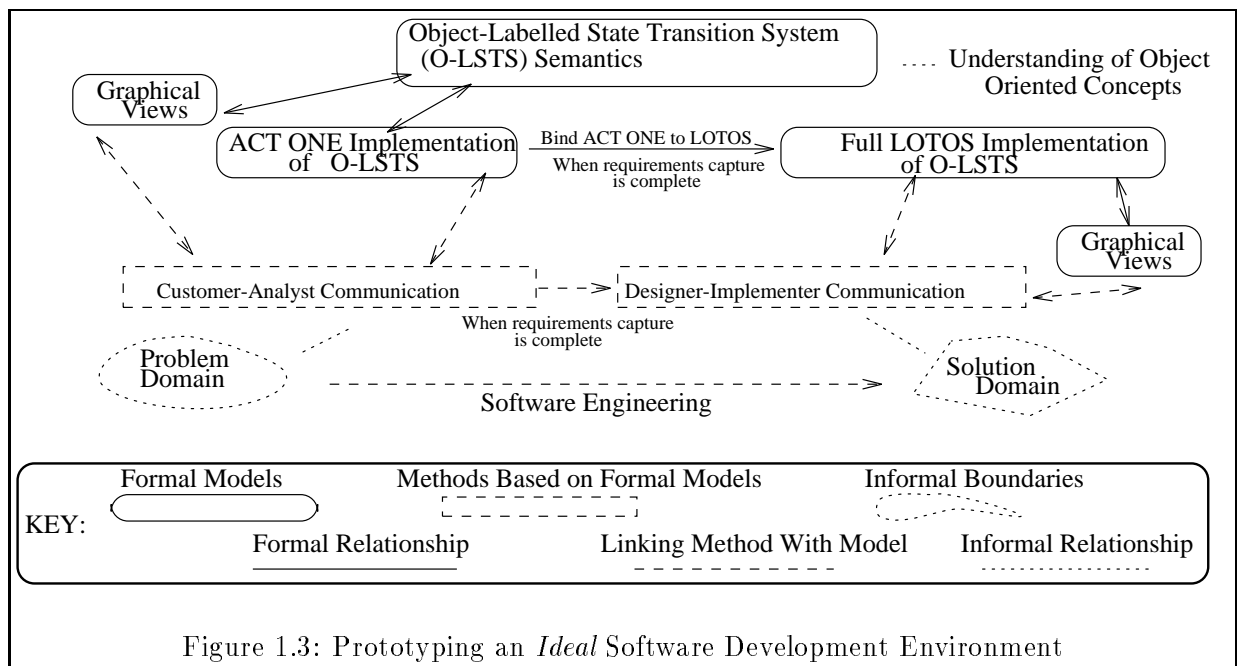 Object-Labelled State Transition System
(O-LSTS) Semantics
Understanding of Object
Oriented Concepts
Graphical
Views
ACT ONE Implementation
of O-LSTS
Bind ACT ONE to LOTOS
When requirements capture
is complete
Full LOTOS Implementation
of O-LSTS
Graphical
Views
Customer-Analyst Communication
Designer-Implementer Communication
When requirements capture
is complete
Problem
Domain
Solution
Domain
Software Engineering
KEY:
Formal Models
Methods Based on Formal Models
Informal Boundaries
Formal Relationship
Linking Method With Model
Informal Relationship
Figure 1.3: Prototyping an Ideal Software Development Environment